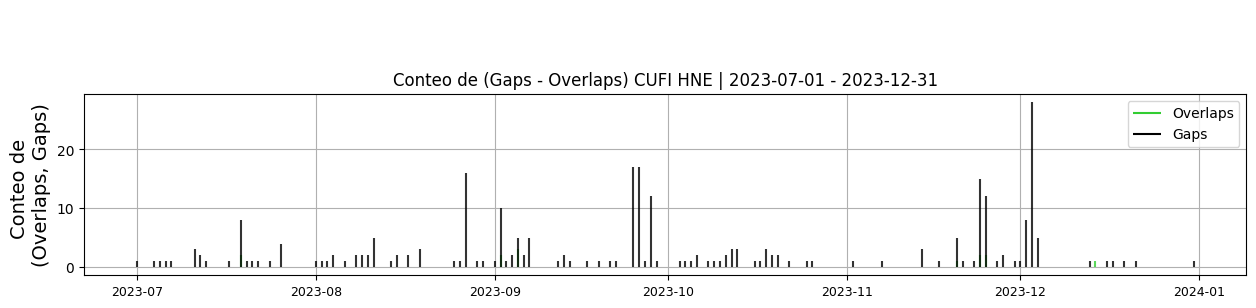 Conteo de (Gaps - Overlaps) CUFI HNE | 2023-07-01 - 2023-12-31
Conteo de
(Overlaps, Gaps)
20
10
0
Overlaps
Gaps
2023-07
2023-08
2023-09
2023-10
2023-11
2023-12
2024-01